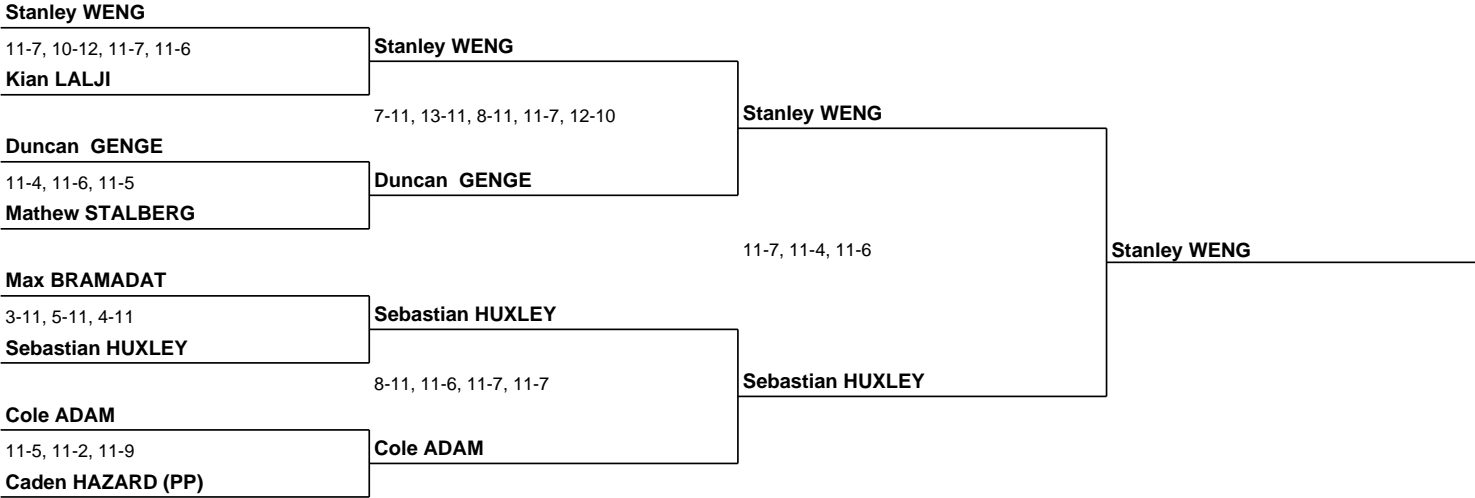 Stanley WENG
11-7, 10-12, 11-7, 11-6
Kian LALJI
Duncan  GENGE
11-4, 11-6, 11-5
Mathew STALBERG
Max BRAMADAT
3-11, 5-11, 4-11
Sebastian HUXLEY
Cole ADAM
11-5, 11-2, 11-9
Caden HAZARD (PP)
Stanley WENG
7-11, 13-11, 8-11, 11-7, 12-10
Duncan  GENGE
Sebastian HUXLEY
8-11, 11-6, 11-7, 11-7
Cole ADAM
Stanley WENG
11-7, 11-4, 11-6
Sebastian HUXLEY
Stanley WENG